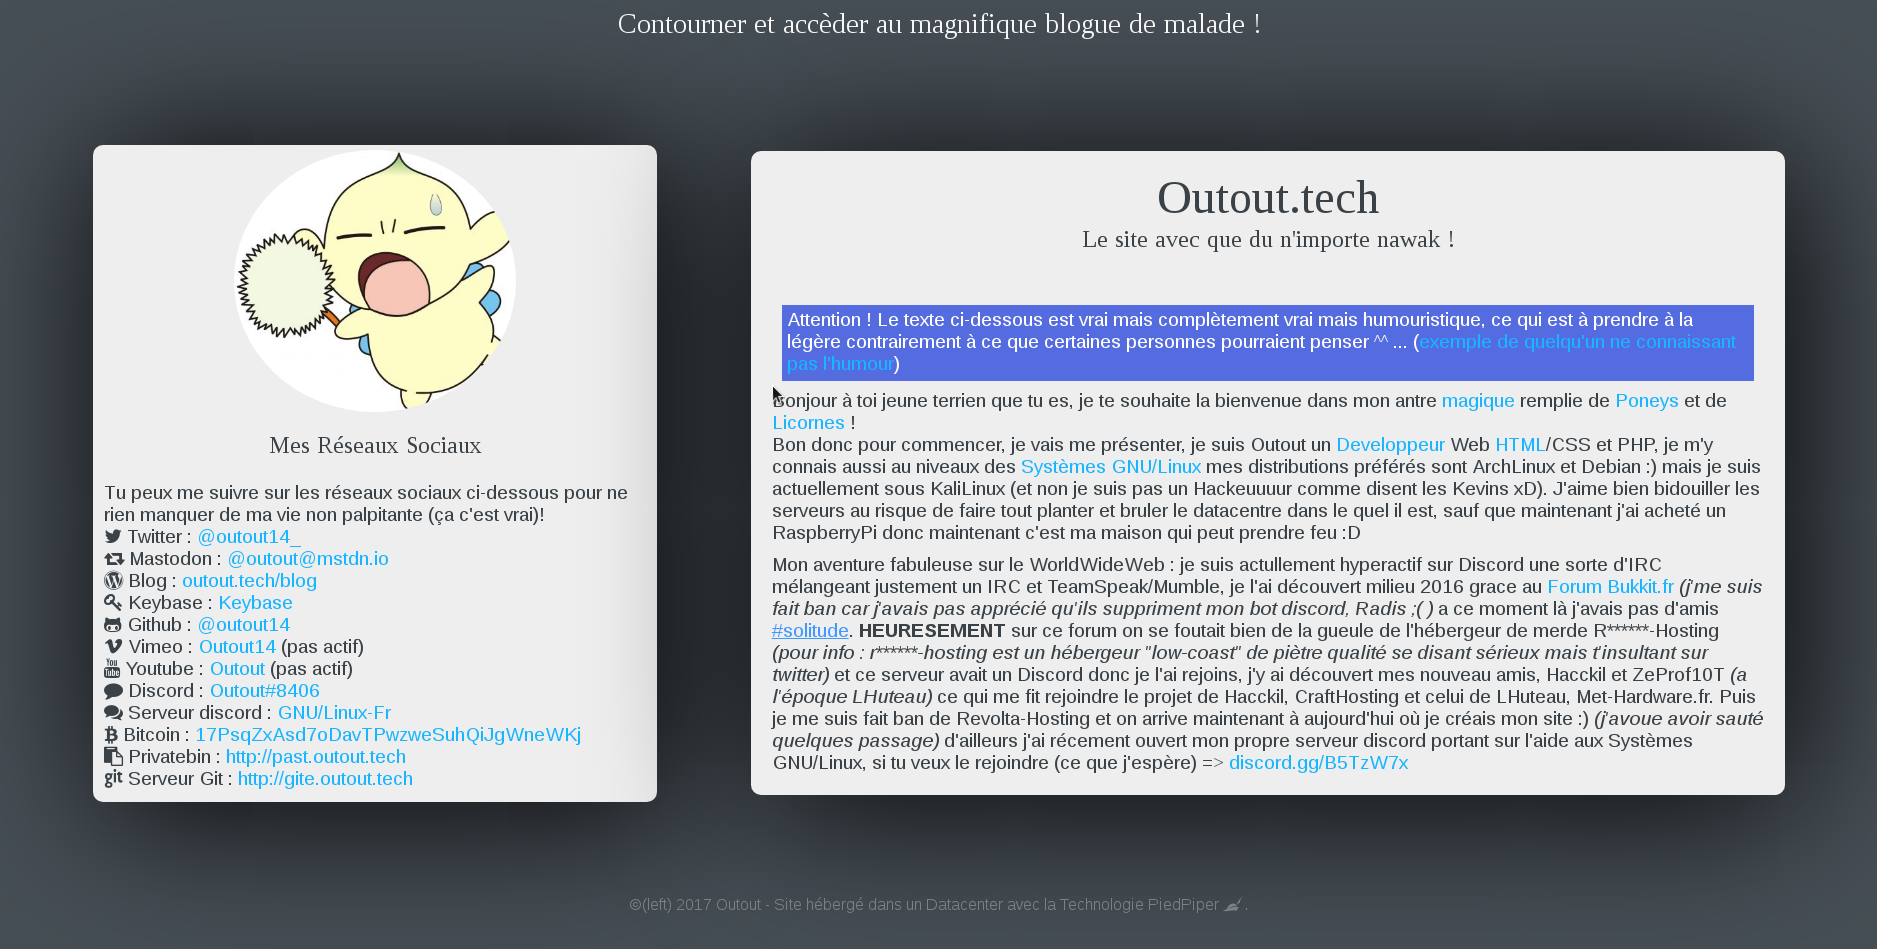 Contourner et accèder au magnifique blogue de malade !
Mes Réseaux Sociaux
Tu peux me suivre sur les réseaux sociaux ci-dessous pour ne
rien manquer de ma vie non palpitante (ça c'est vrai)!
Twitter : @outout14_
Mastodon : @outout@mstdn.io
Blog : outout.tech/blog
Keybase : Keybase
Github : @outout14
Vimeo : Outout14 (pas actif)
You Tube Youtube : Outout (pas actif)
Discord : Outout#8406
Serveur discord : GNU/Linux-Fr
Bitcoin : 17PsqZxAsd7oDavTPwzweSuhQiJgWneWKj
Privatebin : http://past.outout.tech
git Serveur Git : http://gite.outout.tech
Outout.tech
Le site avec que du n'importe nawak !
Attention ! Le texte ci-dessous est vrai mais complètement vrai mais humouristique, ce qui est à prendre à la
légère contrairement à ce que certaines personnes pourraient penser ^^ ... (exemple de quelqu'un ne connaissant
pas l'humour)
Bonjour à toi jeune terrien que tu es, je te souhaite la bienvenue dans mon antre magique remplie de Poneys et de
Licornes !
Bon donc pour commencer, je vais me présenter, je suis Outout un Developpeur Web HTML/CSS et PHP, je m'y
connais aussi au niveaux des Systèmes GNU/Linux mes distributions préférés sont ArchLinux et Debian :) mais je suis
actuellement sous KaliLinux (et non je suis pas un Hackeuuuur comme disent les Kevins xD). J'aime bien bidouiller les
serveurs au risque de faire tout planter et bruler le datacentre dans le quel il est, sauf que maintenant j'ai acheté un
RaspberryPi donc maintenant c'est ma maison qui peut prendre feu :D
Mon aventure fabuleuse sur le WorldWideWeb : je suis actullement hyperactif sur Discord une sorte d'IRC
mélangeant justement un IRC et TeamSpeak/Mumble, je l'ai découvert milieu 2016 grace au Forum Bukkit.fr (j'me suis
fait ban car j'avais pas apprécié qu'ils suppriment mon bot discord, Radis ;( ) a ce moment là j'avais pas d'amis
#solitude. HEURESEMENT sur ce forum on se foutait bien de la gueule de l'hébergeur de merde R******-Hosting
(pour info : r******-hosting est un hébergeur "low-coast" de piètre qualité se disant sérieux mais t'insultant sur
twitter) et ce serveur avait un Discord donc je l'ai rejoins, j'y ai découvert mes nouveau amis, Hacckil et ZeProf10T (a
l'époque LHuteau) ce qui me fit rejoindre le projet de Hacckil, CraftHosting et celui de LHuteau, Met-Hardware.fr. Puis
je me suis fait ban de Revolta-Hosting et on arrive maintenant à aujourd'hui où je créais mon site :) (j'avoue avoir sauté
quelques passage) d'ailleurs j'ai récement ouvert mon propre serveur discord portant sur l'aide aux Systèmes
GNU/Linux, si tu veux le rejoindre (ce que j'espère) => discord.gg/B5TzW7x
©(left) 2017 Outout - Site hébergé dans un Datacenter avec la Technologie PiedPiper .